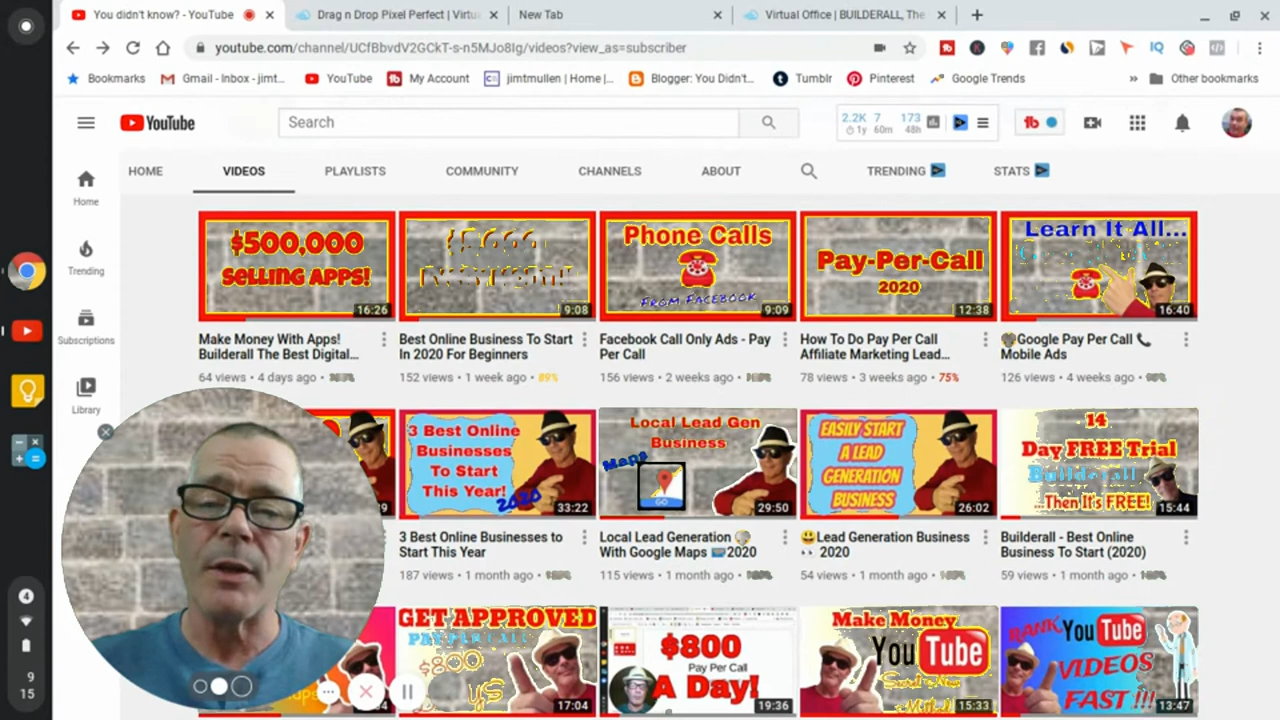 You didn't know? - YouTube
Drag n Drop Pixel Perfect | Virtu
New Tab
Virtual Office | BUILDERALL, The
youtube.com/channel/UCfBbvdV2GCkT-s-n5MJo8Ig/videos?view_as=subscriber
Bookmarks
Gmail - Inbox - jimt...
YouTube
My Account
jimtmullen | Home |...
Blogger: You Didn't...
Tumblr
Pinterest
Google Trends
Other bookmarks
YouTube
Search
2.2K 7 173
1y 60m 48h
HOME VIDEOS PLAYLISTS COMMUNITY CHANNELS ABOUT TRENDING STATS
Home
Trending
Subscriptions
Library
$500,000
Selling Apps!
16:26
9:08
Phone Calls
From Facebook
9:09
Pay-Per-Call
2020
12:38
Learn It All...
16:40
Make Money With Apps!
Builderall The Best Digital...
64 views • 4 days ago
Best Online Business To Start
In 2020 For Beginners
152 views • 1 week ago • 89%
Facebook Call Only Ads - Pay
Per Call
156 views • 2 weeks ago
How To Do Pay Per Call
Affiliate Marketing Lead...
78 views • 3 weeks ago • 75%
Google Pay Per Call
Mobile Ads
126 views • 4 weeks ago
3 Best Online
Businesses
To Start
This Year!
2020
33:22
Local Lead Gen
Business
Maps
GO
29:50
EASILY START
A LEAD
GENERATION
BUSINESS
26:02
14
Day FREE Trial
Builderall
...Then It's FREE!
15:44
3 Best Online Businesses to
Start This Year
187 views • 1 month ago
Local Lead Generation
With Google Maps 2020
115 views • 1 month ago
Lead Generation Business
2020
54 views • 1 month ago
Builderall - Best Online
Business To Start (2020)
59 views • 1 month ago
GET APPROVED
PAY PER CALL
$800
17:04
$800
Pay Per Call
A Day!
19:36
Make Money
YouTube
15:33
RANK YouTube
VIDEOS
FAST !!!
13:47
4
9
15